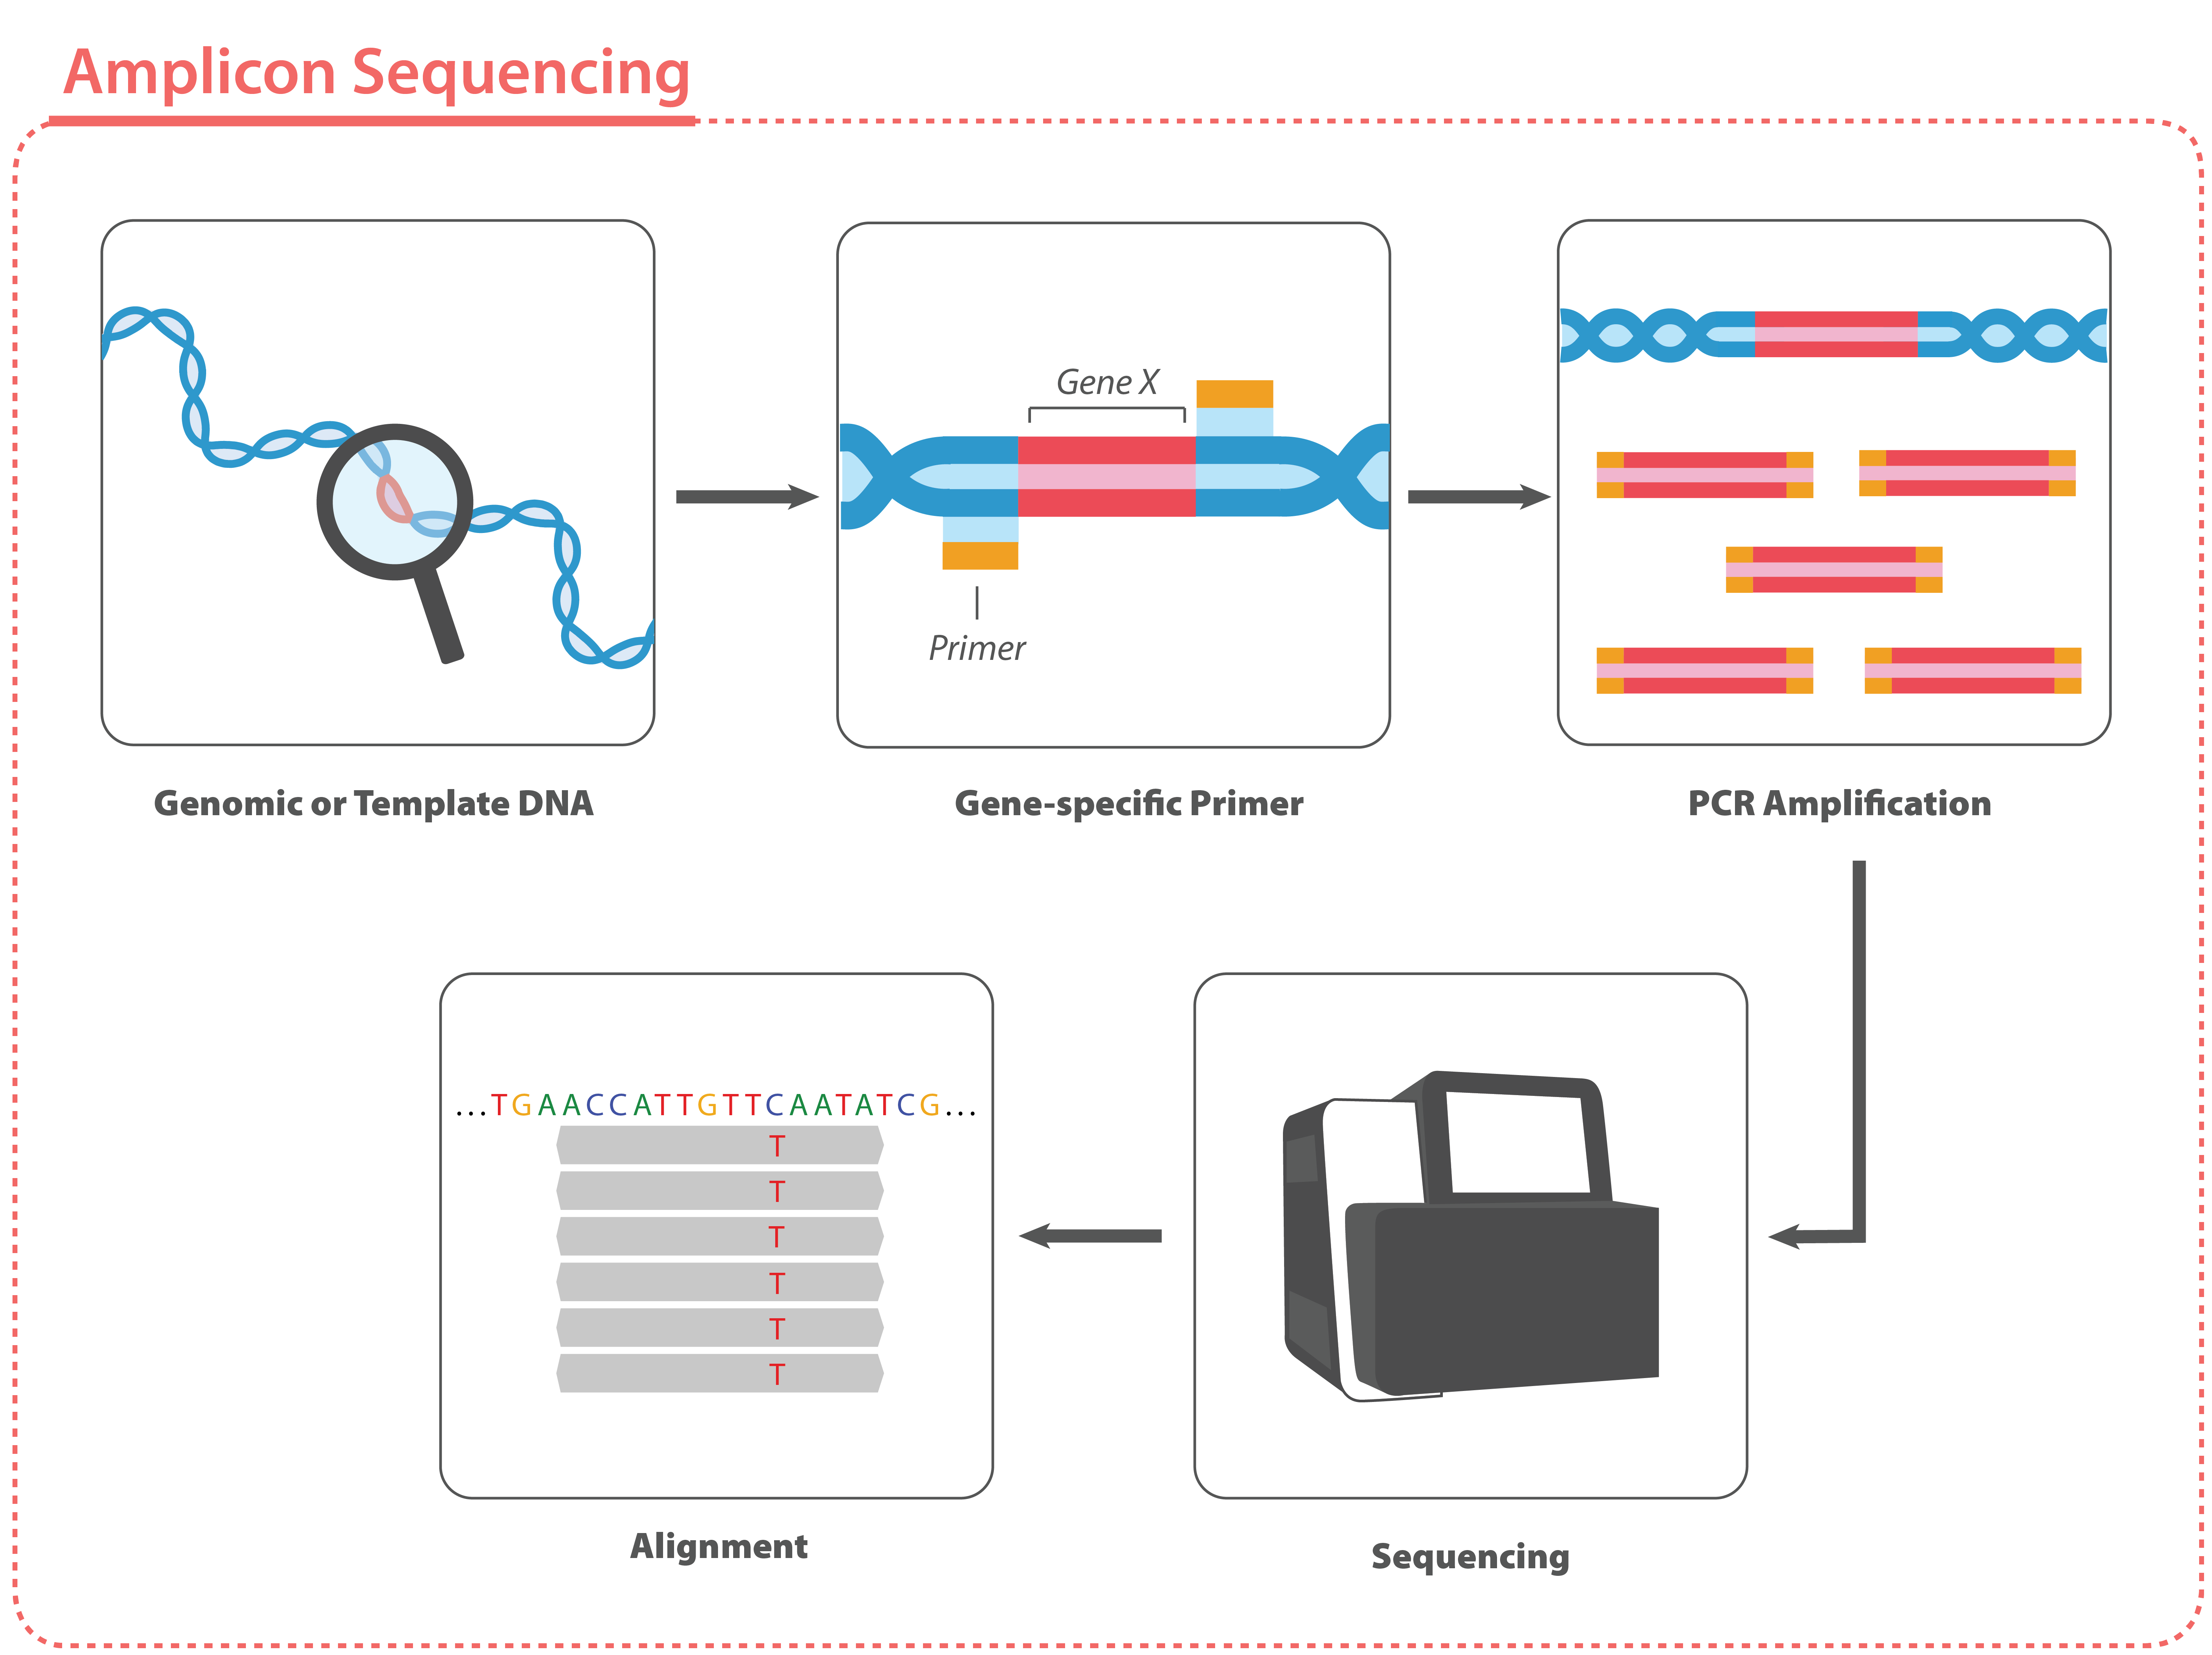 Amplicon Sequencing
Gene X
Primer
Genomic or Template DNA
Gene-specific Primer
PCR Amplification
...TGAACCATTGTTCAATATCG...
T
T
T
T
T
T
Alignment
Sequencing